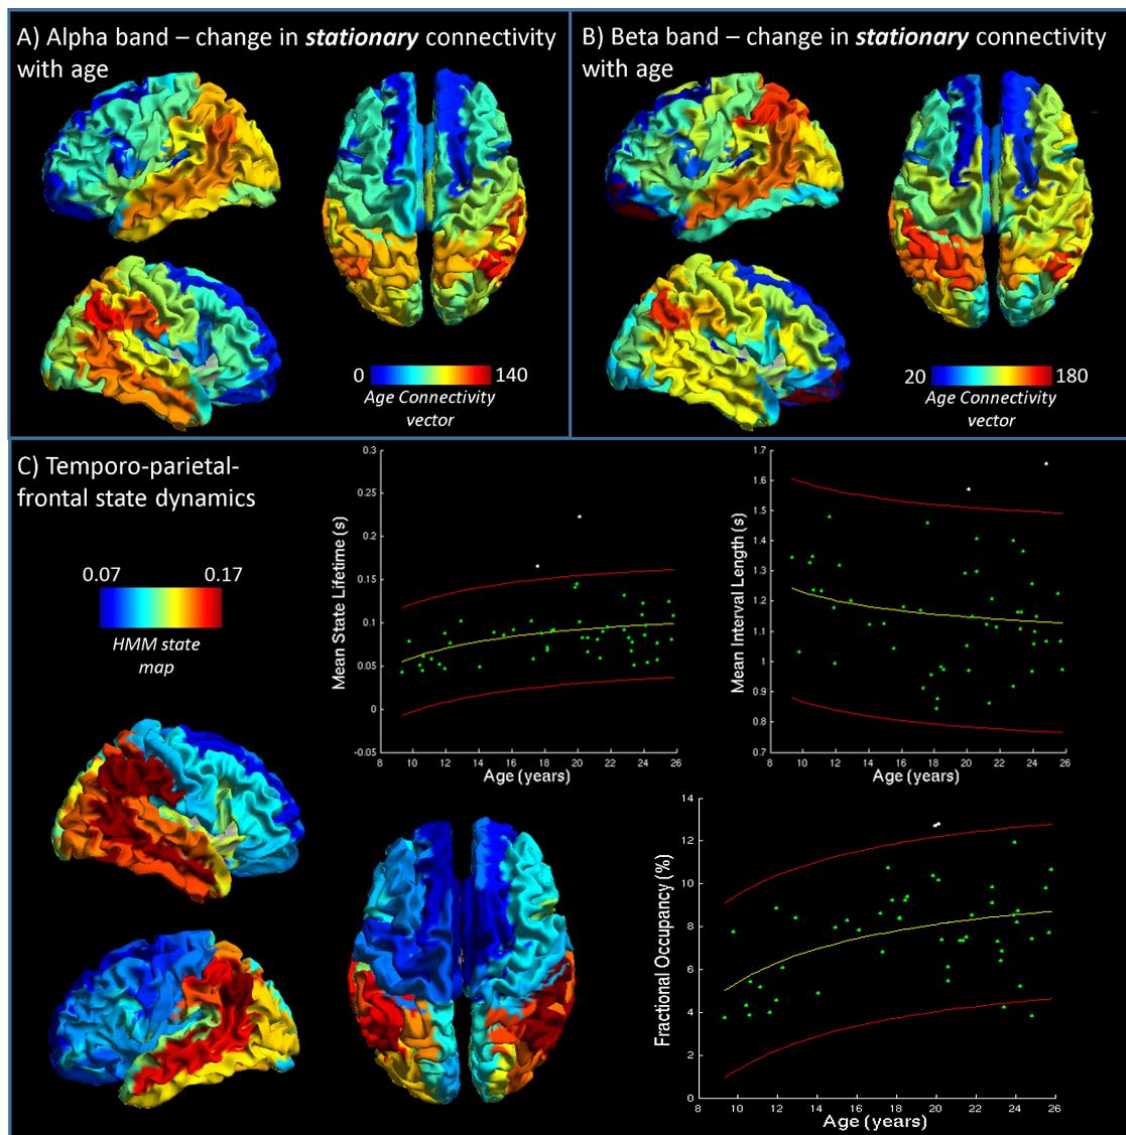 A) Alpha band – change in stationary connectivity
with age
0
140
Age Connectivity
vector
B) Beta band – change in stationary connectivity
with age
20
180
Age Connectivity
vector
C) Temporo-parietal-
frontal state dynamics
0.07
0.17
HMM state
map
Mean State Lifetime (s)
0.3
0.25
0.2
0.15
0.1
0.05
0
-0.05
8 10 12 14 16 18 20 22 24 26
Age (years)
Mean Interval Length (s)
1.7
1.6
1.5
1.4
1.3
1.2
1.1
1
0.9
0.8
0.7
8 10 12 14 16 18 20 22 24 26
Age (years)
Fractional Occupancy (%)
14
12
10
8
6
4
2
0
8 10 12 14 16 18 20 22 24 26
Age (years)